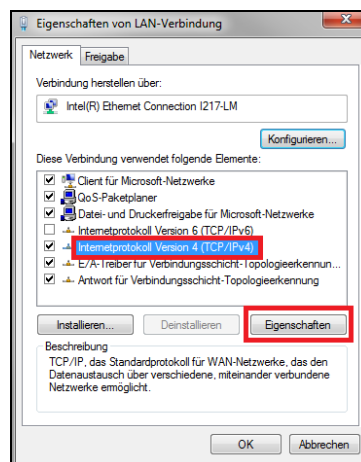 Eigenschaften von LAN-Verbindung
Netzwerk Freigabe
Verbindung herstellen über:
Intel(R) Ethernet Connection I217-LM
Konfigurieren...
Diese Verbindung verwendet folgende Elemente:
Client für Microsoft-Netzwerke
QoS-Paketplaner
Datei- und Druckerfreigabe für Microsoft-Netzwerke
Internetprotokoll Version 6 (TCP/IPv6)
Internetprotokoll Version 4 (TCP/IPv4)
E/A-Treiber für Verbindungsschicht-Topologieerkennun...
Antwort für Verbindungsschicht-Topologieerkennung
Installieren... Deinstallieren Eigenschaften
Beschreibung
TCP/IP, das Standardprotokoll für WAN-Netzwerke, das den
Datenaustausch über verschiedene, miteinander verbundene
Netzwerke ermöglicht.
OK Abbrechen